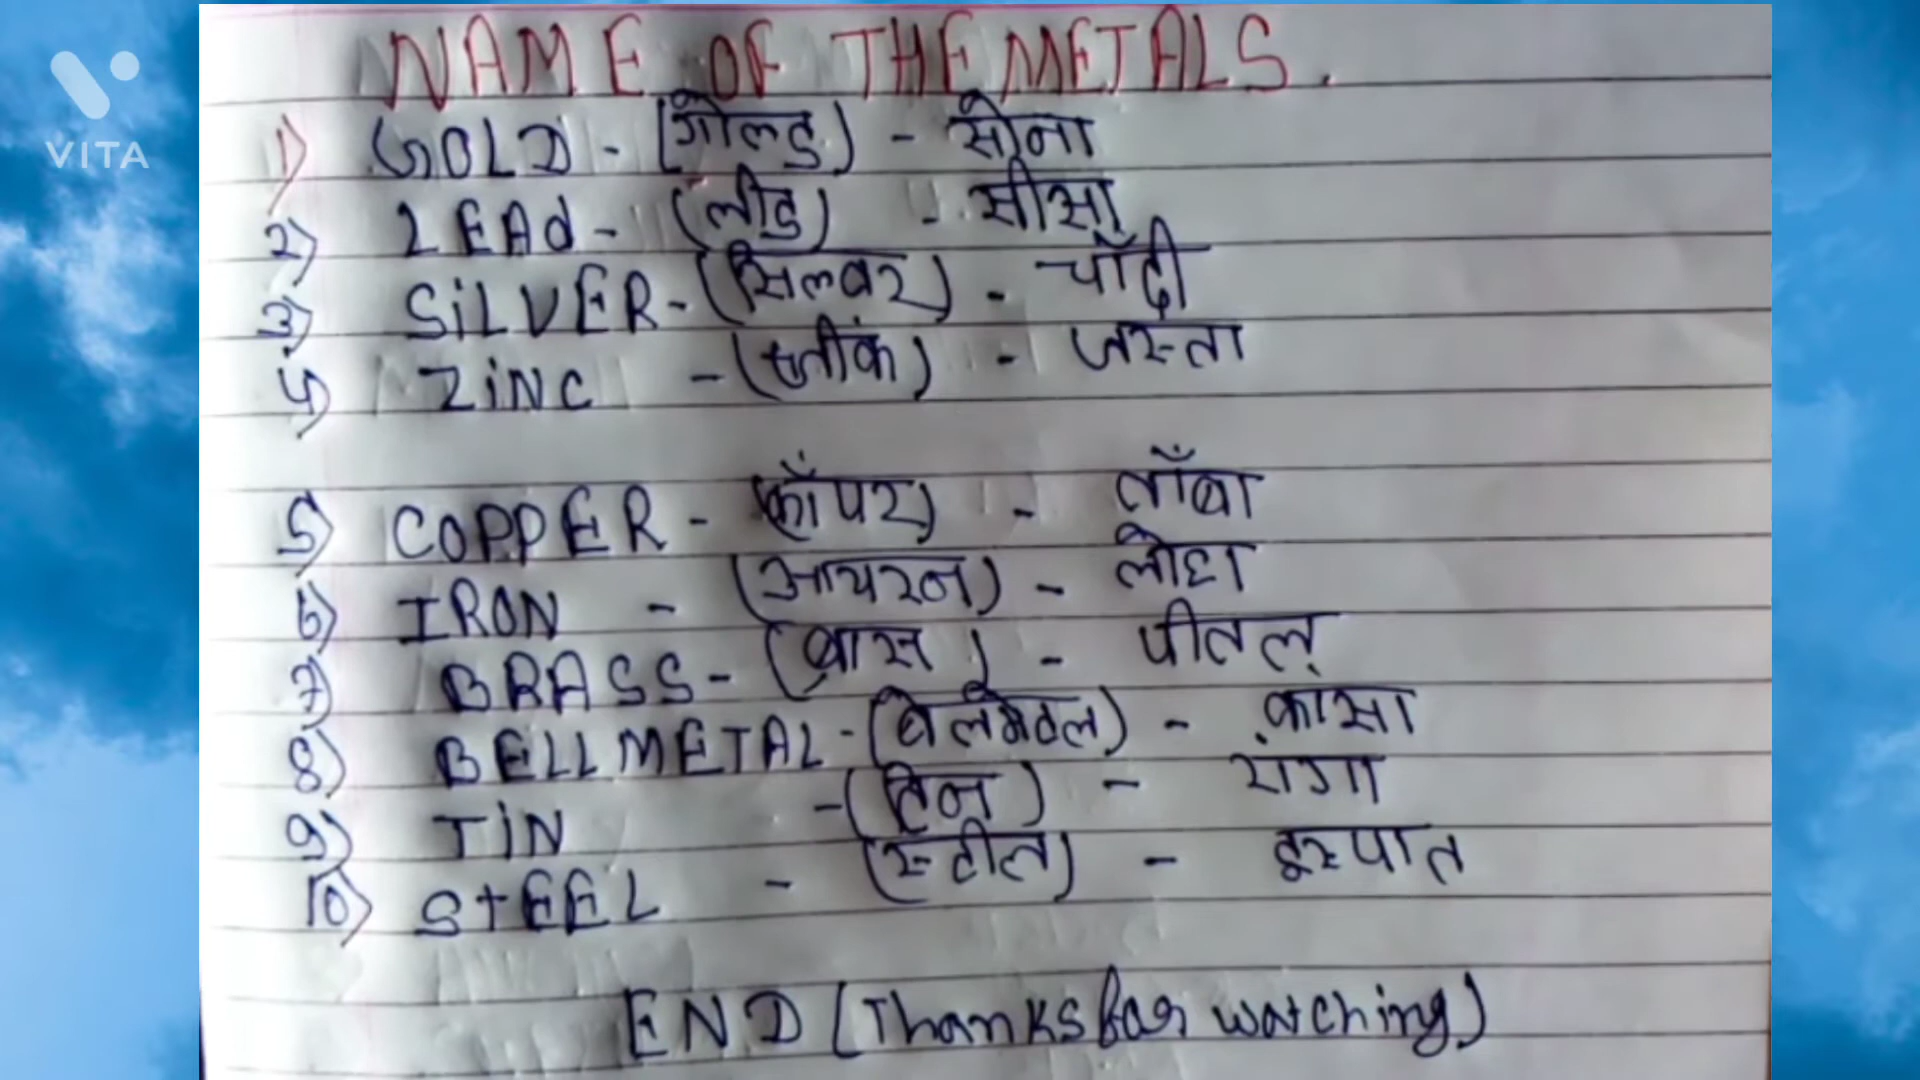 NAME OF THE METALS.
VITA
1) GOLD - (गोल्ड) - सोना
2) LEAd - (लीड) - सीसा
3) SiLVER - (सिल्वर) - चाँदी
4) ZiNC - (जींक) - जस्ता
5) COPPER - (काँपर) - ताँबा
6) IRON - (आयरन) - लोहा
7) BRASS - (ब्रास) - पीतल्
8) BELLMETAL - (बेलमेटल) - कांसा
9) TiN - (टिन) - रांगा
10) StEEL - (स्टील) - इस्पात
END (Thanks for watching)